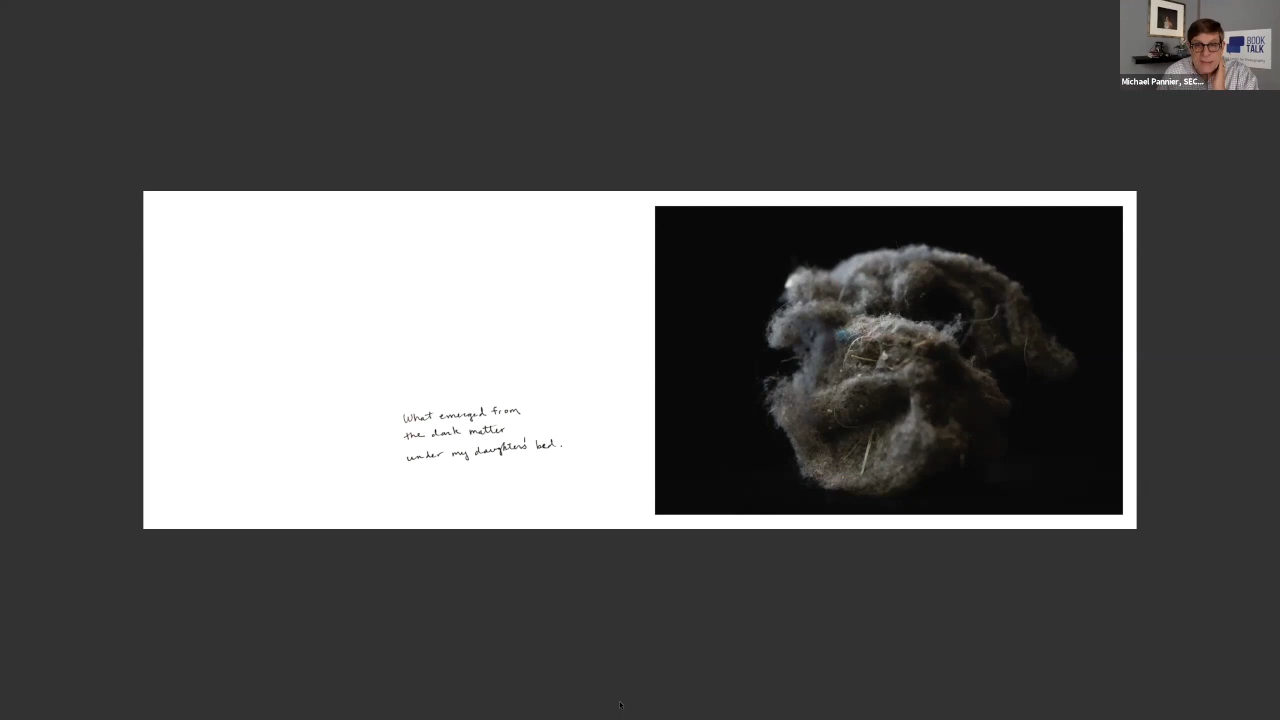 BOOK
TALK
Michael Pannier, SEC...
What emerged from
the dark matter
under my daughters' bed.